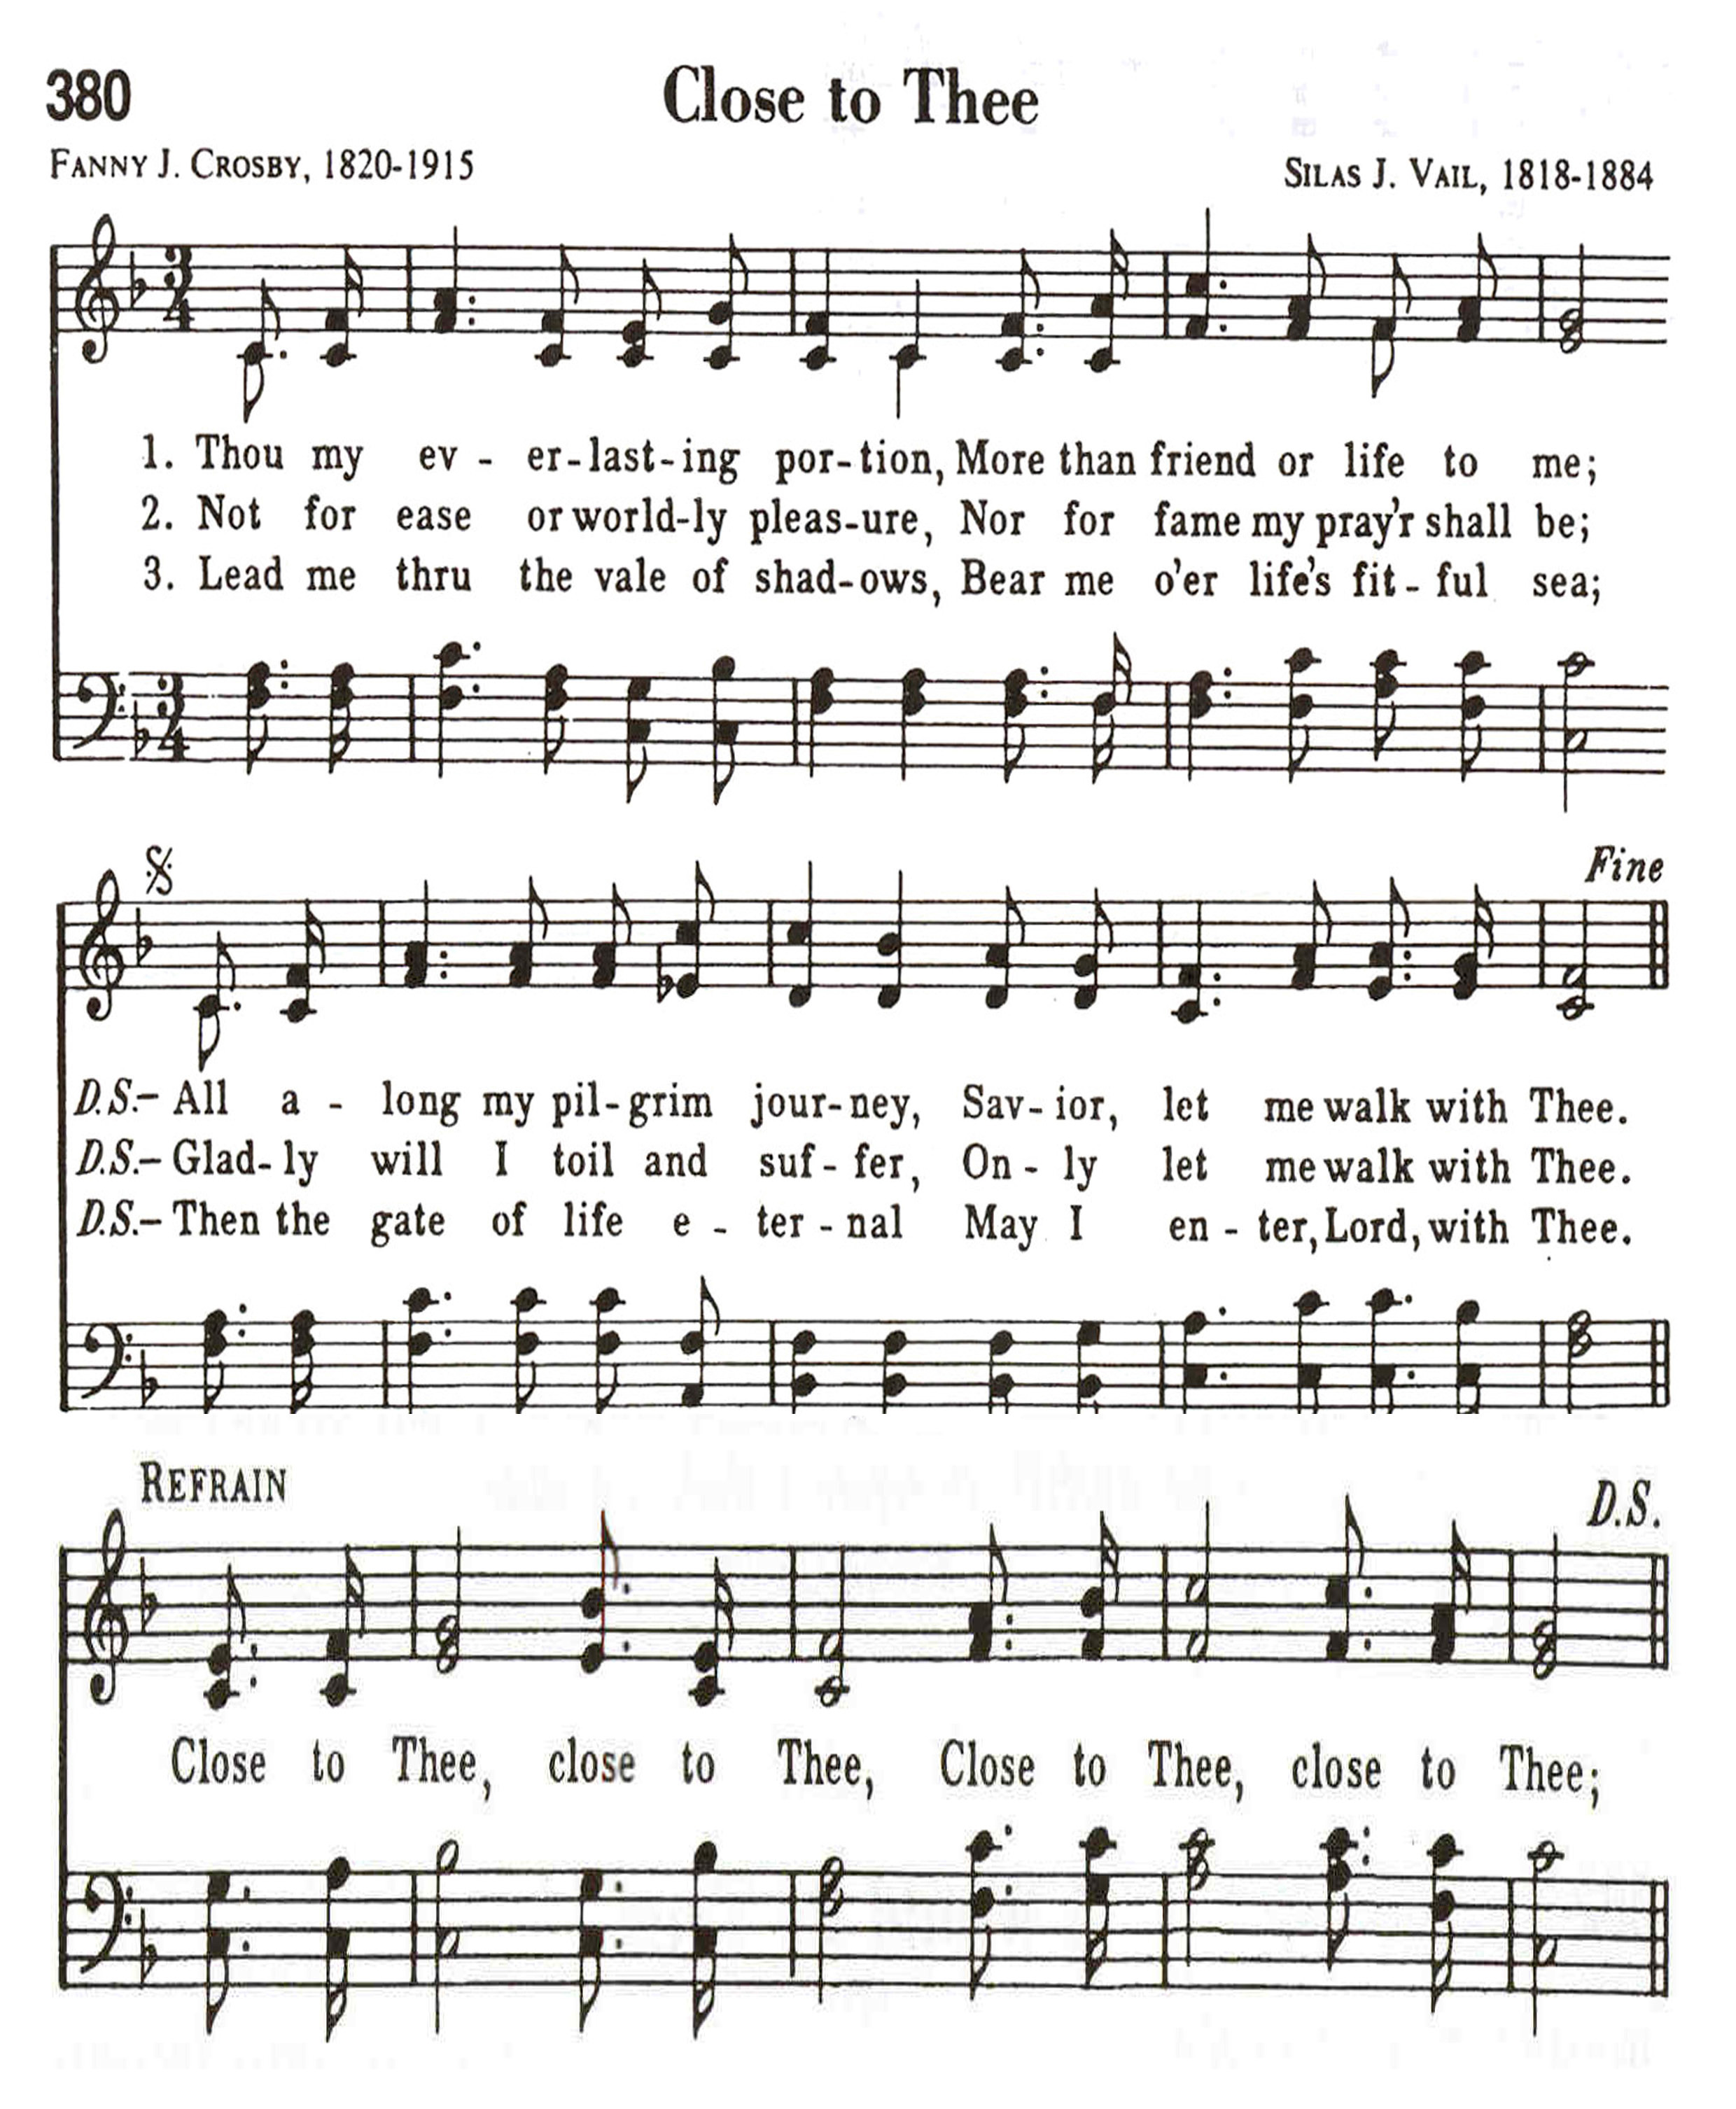 380
Close to Thee
FANNY J. CROSBY, 1820-1915
SILAS J. VAIL, 1818-1884
1. Thou my ev - er-last-ing por-tion, More than friend or life to me;
2. Not for ease or world-ly pleas-ure, Nor for fame my pray'r shall be;
3. Lead me thru the vale of shad-ows, Bear me o'er life's fit - ful sea;
Fine
D.S.– All a - long my pil-grim jour-ney, Sav-ior, let me walk with Thee.
D.S.– Glad-ly will I toil and suf-fer, On-ly let me walk with Thee.
D.S.– Then the gate of life e - ter-nal May I en - ter, Lord, with Thee.
REFRAIN
D.S.
Close to Thee, close to Thee, Close to Thee, close to Thee;